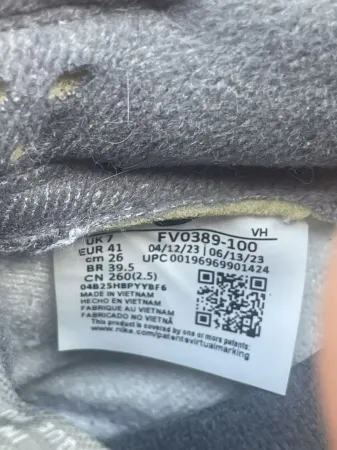 VH
UK 7 FV0389-100
EUR 41 04/12/23 | 06/13/23
cm 26 UPC 00196969901424
BR 39.5
CN 260(2.5)
04B25HBPYYBF6
MADE IN VIETNAM
HECHO EN VIETNAM
FABRIQUE AU VIETNAM
FABRICADO NO VIETNÃ
This product is covered by one or more patents:
www.nike.com/patentsvirtualmarking